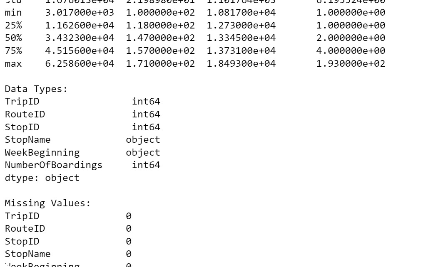 min 3.017000e+03 1.000000e+02 1.081700e+04 1.000000e+00
25% 1.162600e+04 1.180000e+02 1.273000e+04 1.000000e+00
50% 3.432300e+04 1.470000e+02 1.334500e+04 2.000000e+00
75% 4.515600e+04 1.570000e+02 1.373100e+04 4.000000e+00
max 6.258600e+04 1.710000e+02 1.849300e+04 1.930000e+02
Data Types:
TripID int64
RouteID int64
StopID int64
StopName object
WeekBeginning object
NumberOfBoardings int64
dtype: object
Missing Values:
TripID 0
RouteID 0
StopID 0
StopName 0
WeekBeginning 0